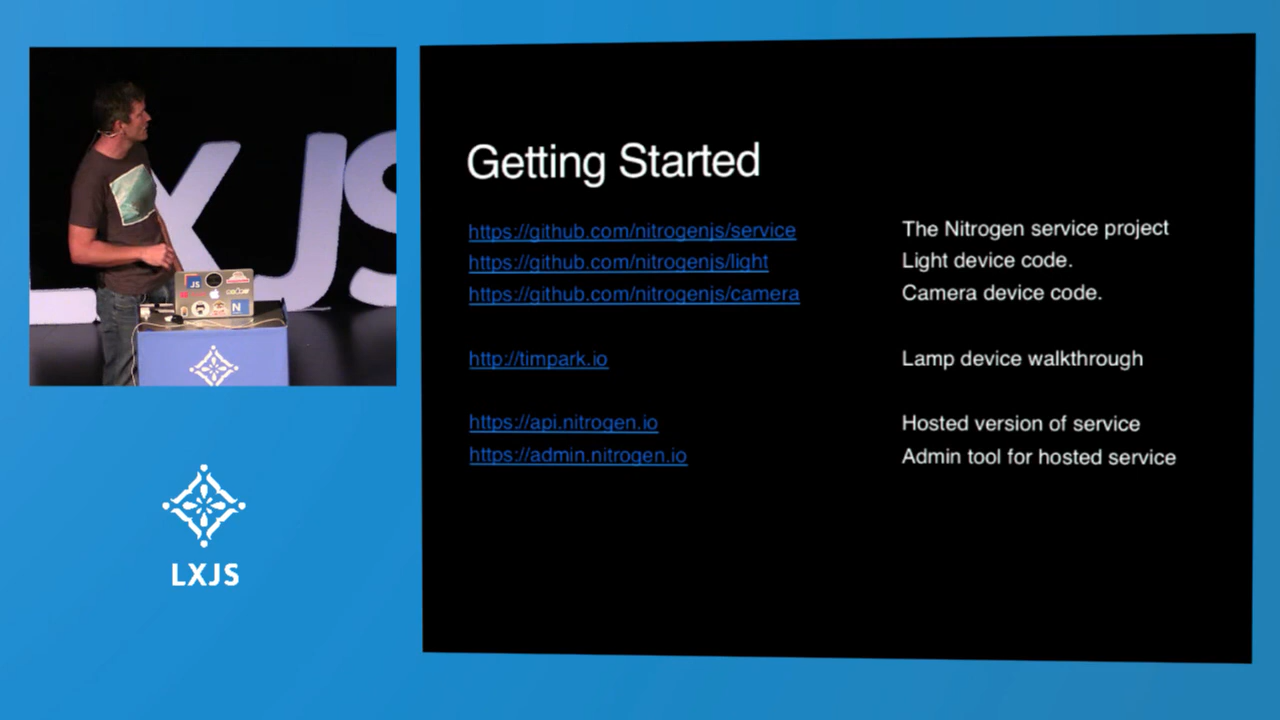 LXJS
JS
N
LXJS
Getting Started
https://github.com/nitrogenjs/service The Nitrogen service project
https://github.com/nitrogenjs/light Light device code.
https://github.com/nitrogenjs/camera Camera device code.
http://timpark.io Lamp device walkthrough
https://api.nitrogen.io Hosted version of service
https://admin.nitrogen.io Admin tool for hosted service